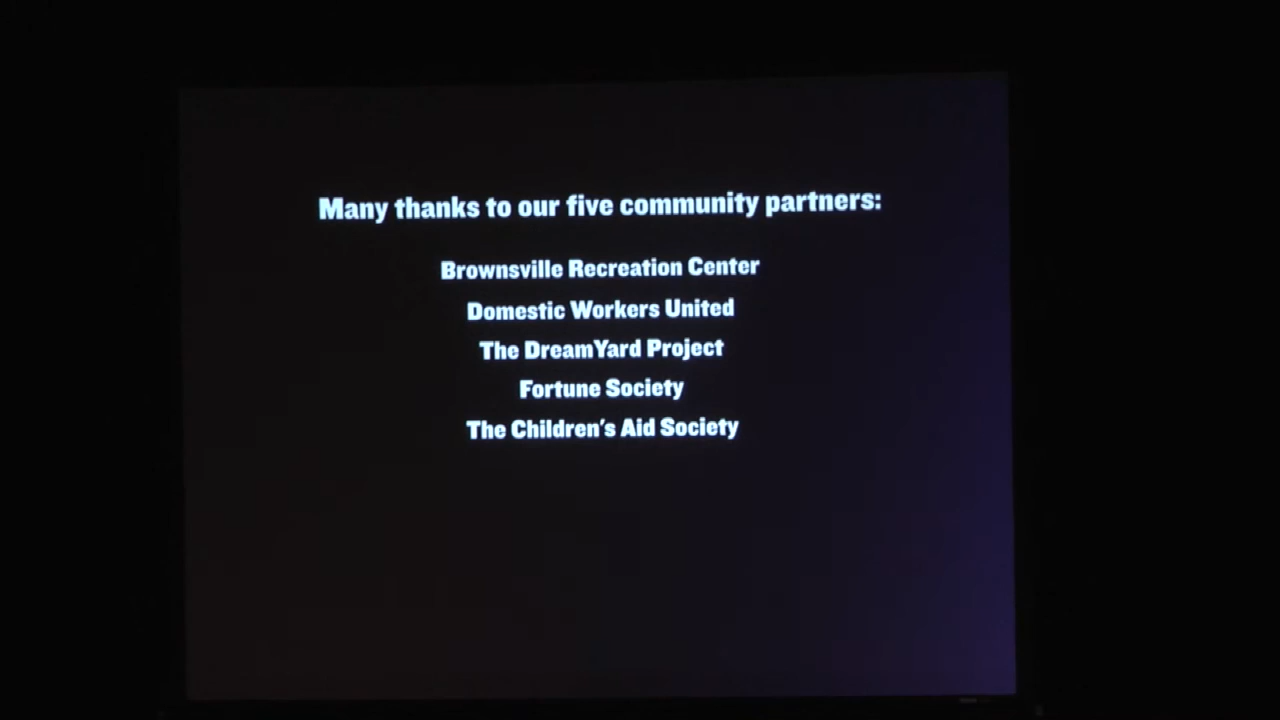 Many thanks to our five community partners:
Brownsville Recreation Center
Domestic Workers United
The DreamYard Project
Fortune Society
The Children's Aid Society